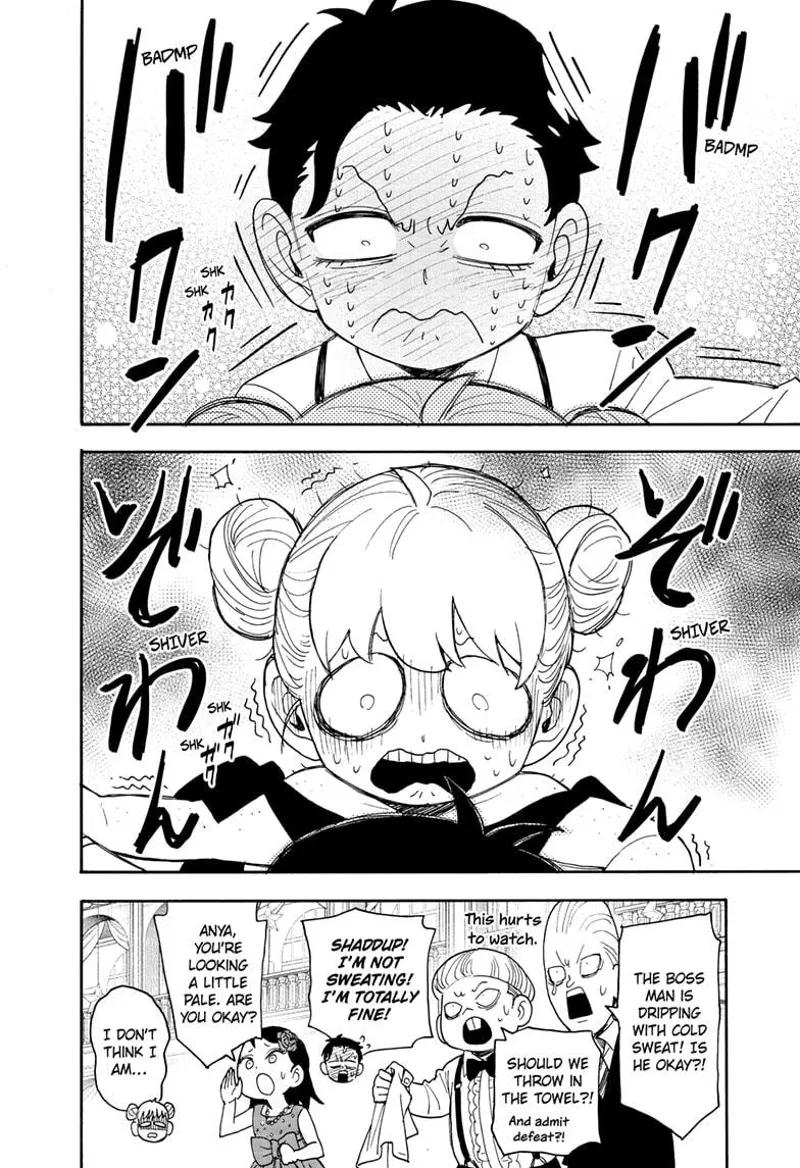 BADMP
BADMP
バクン
バクン
SHK
SHK
カク
カク
ぞわん
ぞわん
SHIVER
SHIVER
SHK
SHK
ガク
ガク
THE BOSS
MAN IS
DRIPPING
WITH COLD
SWEAT! IS
HE OKAY?!
This hurts
to watch.
SHOULD WE
THROW IN
THE TOWEL?!
And admit
defeat?!
SHADDUP!
I'M NOT
SWEATING!
I'M TOTALLY
FINE!
ANYA,
YOU'RE
LOOKING
A LITTLE
PALE. ARE
YOU OKAY?
I DON'T
THINK I
AM...